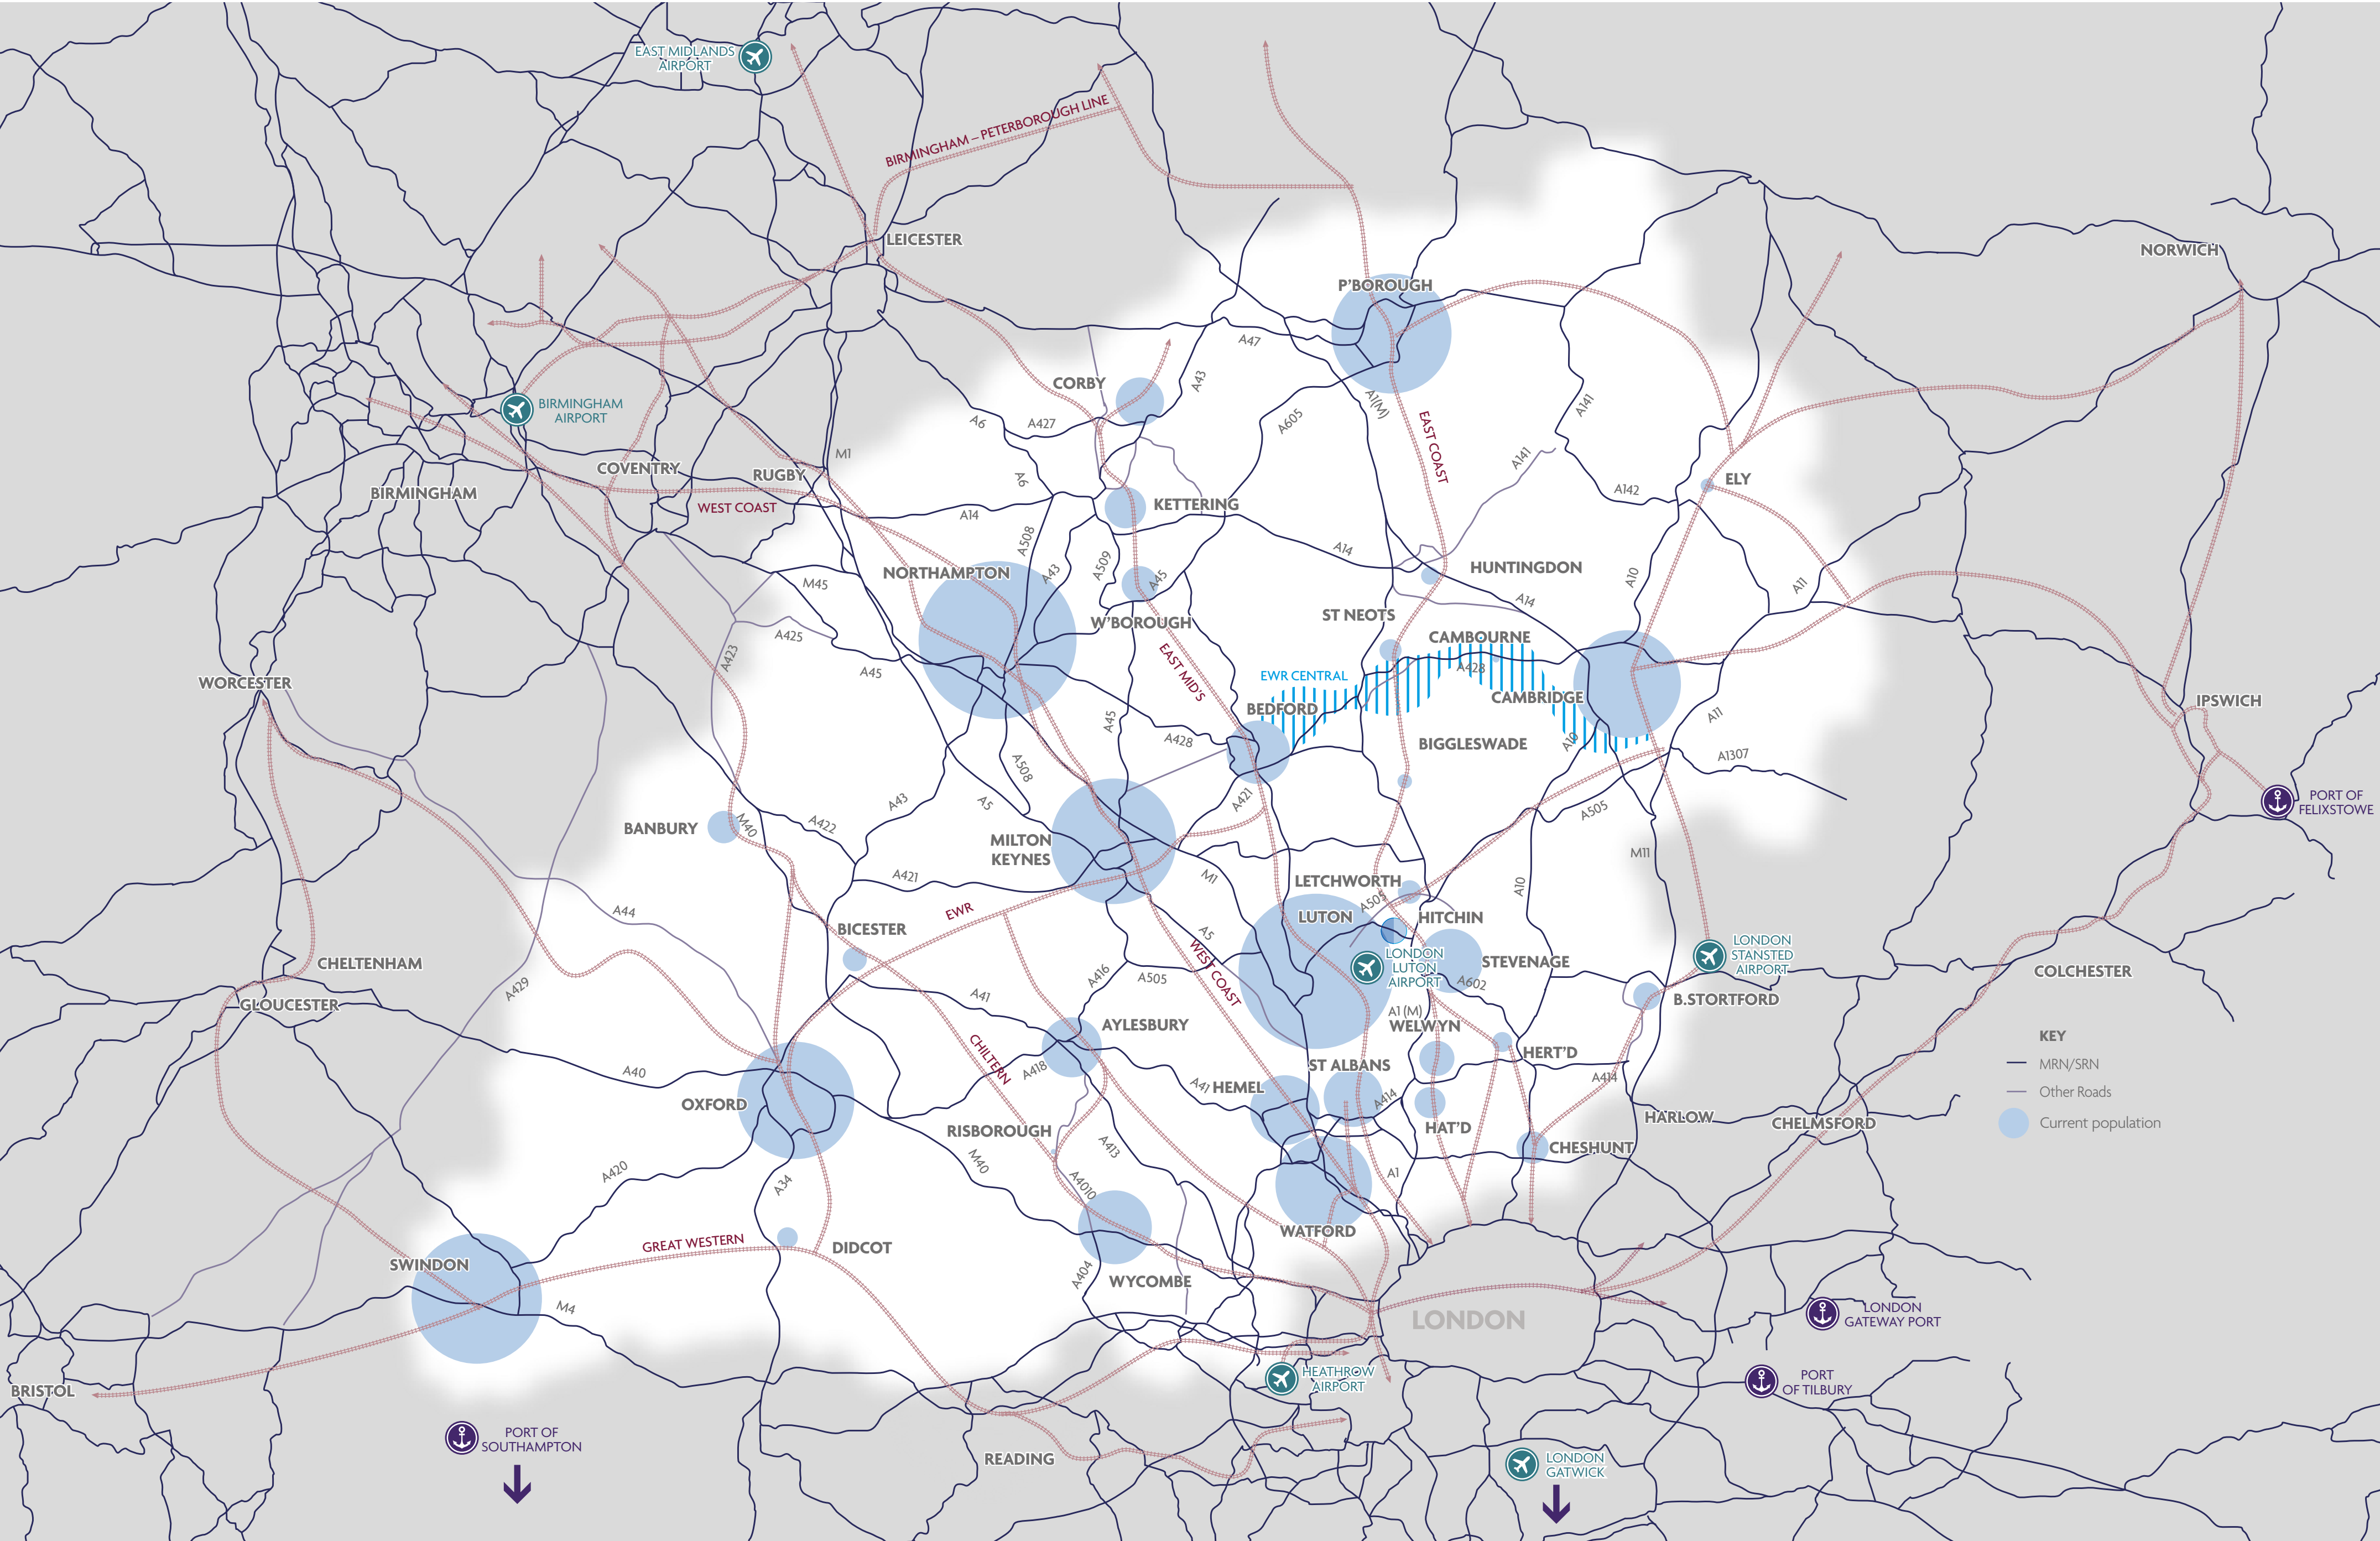 EAST MIDLANDS
AIRPORT
BIRMINGHAM – PETERBOROUGH LINE
LEICESTER
NORWICH
P'BOROUGH
A47
CORBY
A43
A1(M)
EAST COAST
A605
A141
A6
A427
BIRMINGHAM
AIRPORT
M1
COVENTRY
RUGBY
A6
A141
ELY
A142
BIRMINGHAM
WEST COAST
A14
KETTERING
A508
A14
HUNTINGDON
NORTHAMPTON
A43
A509
A45
A10
A11
M45
A14
W'BOROUGH
ST NEOTS
A425
CAMBOURNE
A423
A45
EAST MID'S
EWR CENTRAL
A428
WORCESTER
BEDFORD
CAMBRIDGE
IPSWICH
A45
A11
A428
BIGGLESWADE
A10
A1307
A508
A43
A5
A421
PORT OF
FELIXSTOWE
A505
BANBURY
M40
A422
MILTON
KEYNES
M11
A421
M1
LETCHWORTH
A10
A505
A44
EWR
LUTON
HITCHIN
BICESTER
A5
LONDON
STANSTED
AIRPORT
WEST COAST
LONDON
LUTON
AIRPORT
STEVENAGE
CHELTENHAM
A416
A505
COLCHESTER
A602
A429
A41
B.STORTFORD
GLOUCESTER
A1 (M)
WELWYN
AYLESBURY
KEY
CHILTERN
HERT'D
MRN/SRN
A40
A418
ST ALBANS
A414
A41
HEMEL
Other Roads
OXFORD
A414
HARLOW
CHELMSFORD
Current population
RISBOROUGH
HAT'D
A413
CHESHUNT
M40
A420
A34
A4010
A1
WATFORD
GREAT WESTERN
DIDCOT
SWINDON
A404
WYCOMBE
M4
LONDON
LONDON
GATEWAY PORT
HEATHROW
AIRPORT
PORT
OF TILBURY
BRISTOL
PORT OF
SOUTHAMPTON
READING
LONDON
GATWICK